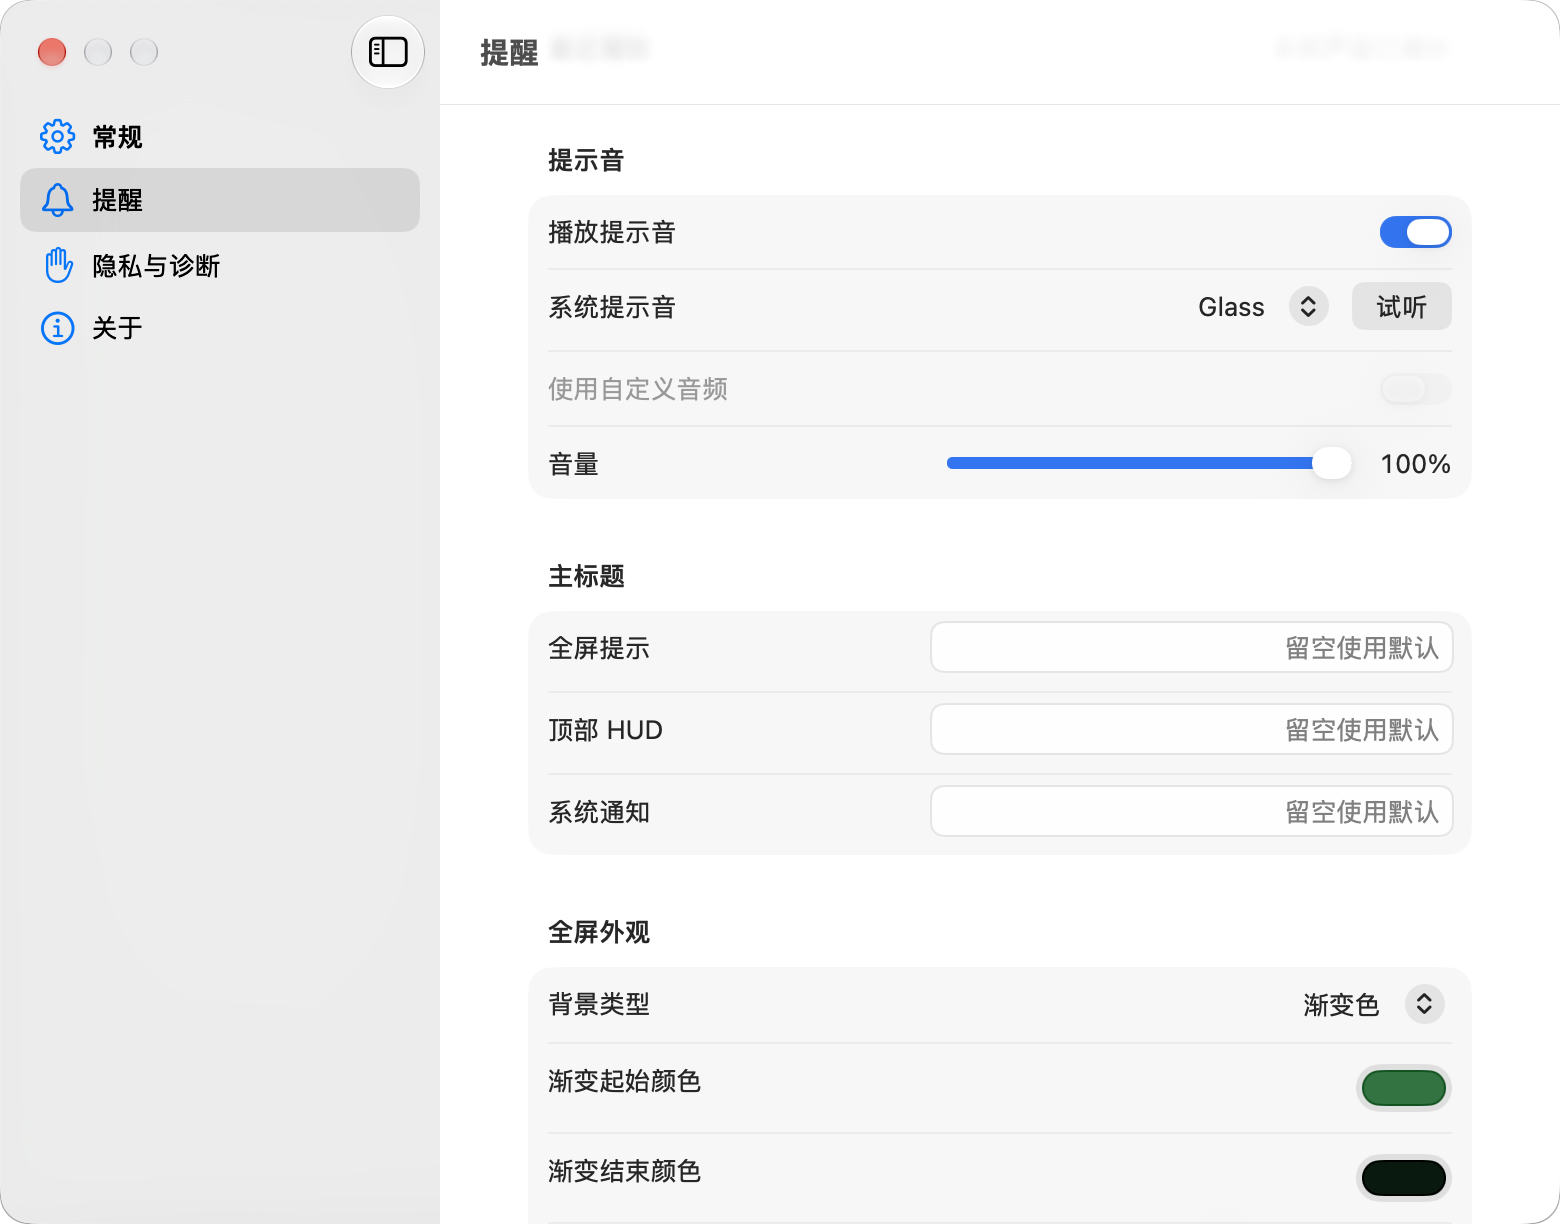 常规
提醒
隐私与诊断
关于
提醒
提示音
播放提示音
系统提示音 Glass 试听
使用自定义音频
音量 100%
主标题
全屏提示 留空使用默认
顶部 HUD 留空使用默认
系统通知 留空使用默认
全屏外观
背景类型 渐变色
渐变起始颜色
渐变结束颜色